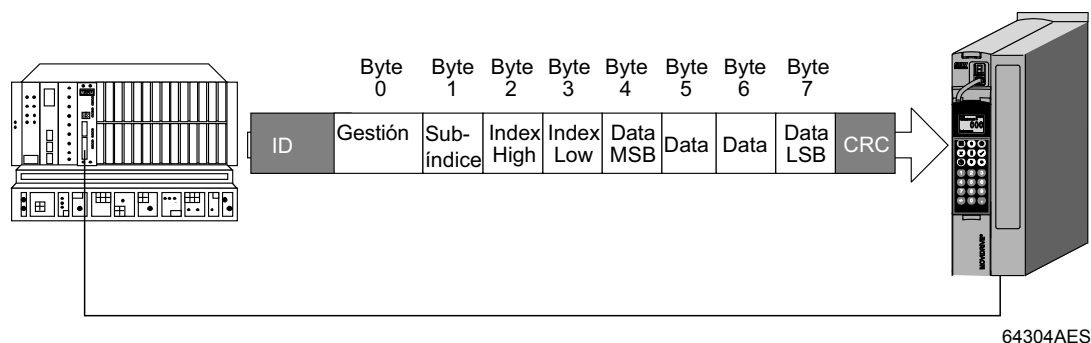 Byte 0
Byte 1
Byte 2
Byte 3
Byte 4
Byte 5
Byte 6
Byte 7
ID
Gestión
Sub-
índice
Index
High
Index
Low
Data
MSB
Data
Data
Data
LSB
CRC
MOVIDRIVE®
64304AES